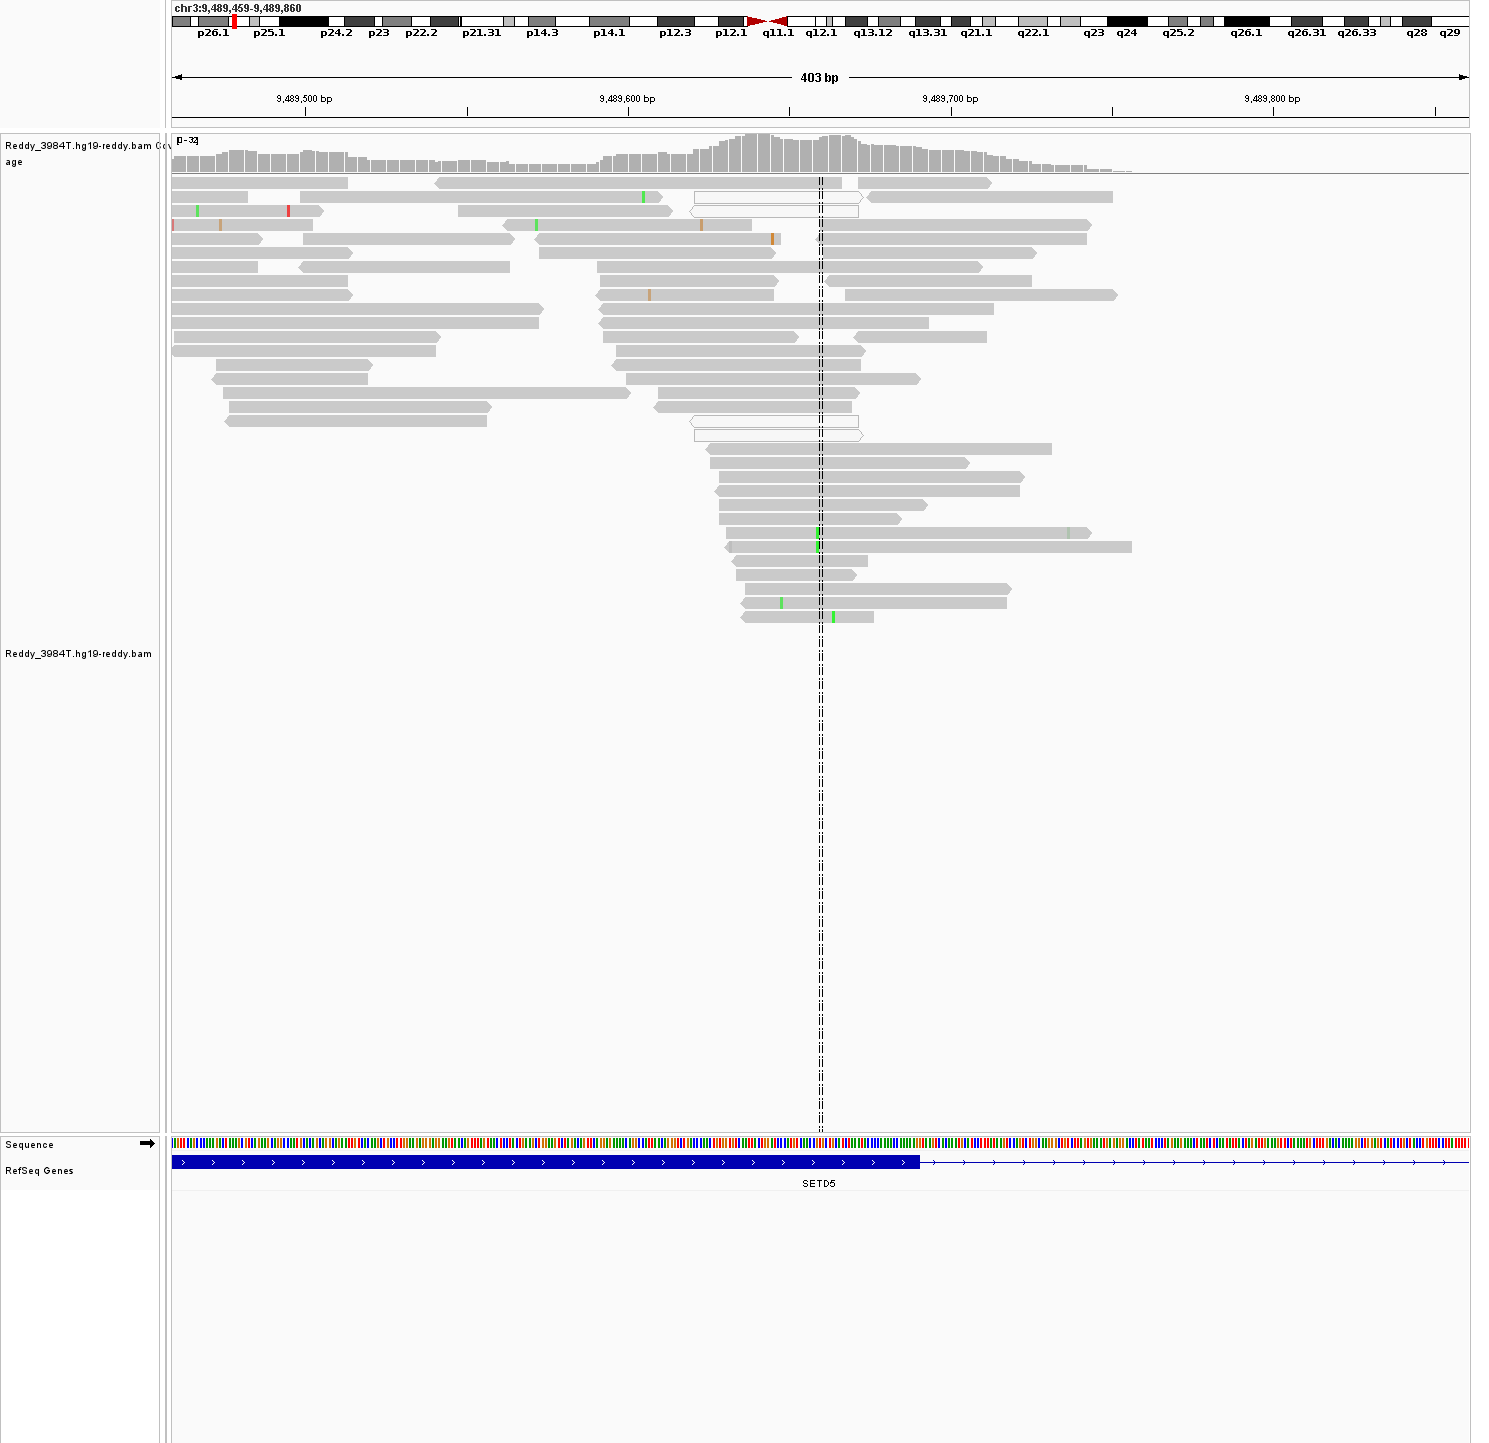 chr3:9,489,459-9,489,860
p26.1 p25.1 p24.2 p23 p22.2 p21.31 p14.3 p14.1 p12.3 p12.1 q11.1 q12.1 q13.12 q13.31 q21.1 q22.1 q23 q24 q25.2 q26.1 q26.31 q26.33 q28 q29
403 bp
9,489,500 bp 9,489,600 bp 9,489,700 bp 9,489,800 bp
[0-32]
Reddy_3984T.hg19-reddy.bam Cov
age
Reddy_3984T.hg19-reddy.bam
Sequence
RefSeq Genes
SETD5